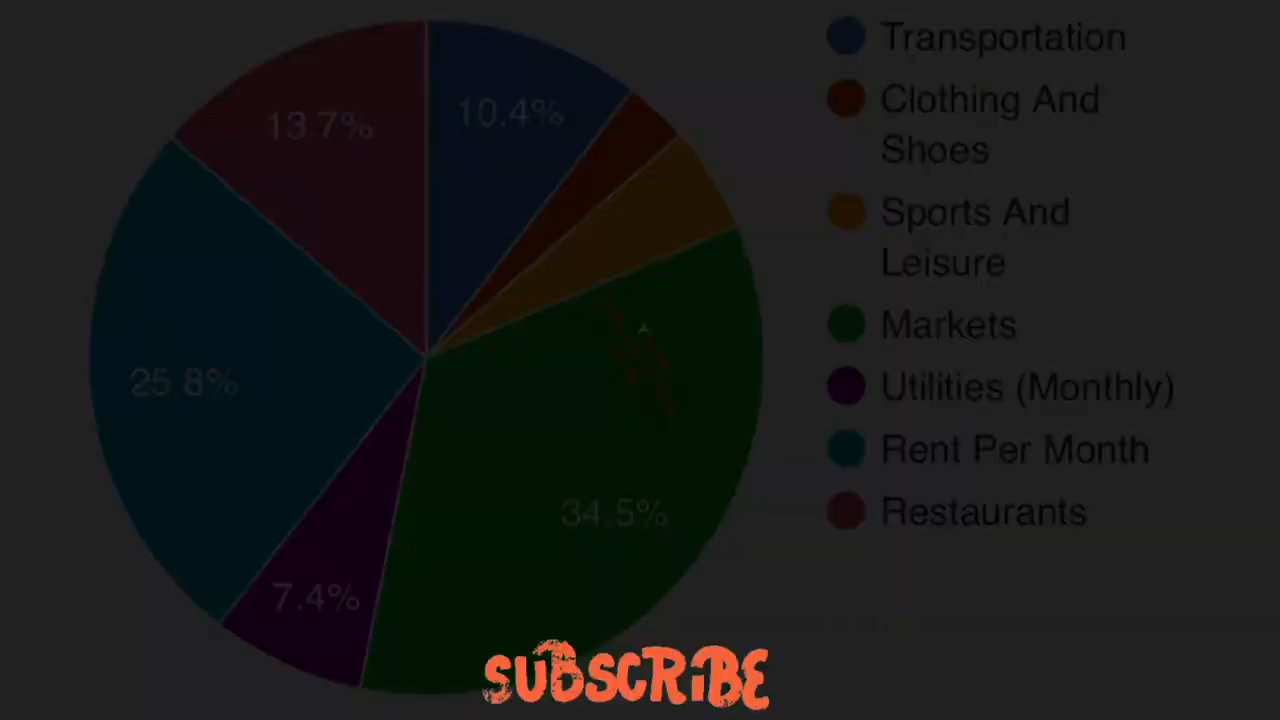 13.7%
10.4%
25.8%
34.5%
7.4%
Transportation
Clothing And
Shoes
Sports And
Leisure
Markets
Utilities (Monthly)
Rent Per Month
Restaurants
SUBSCRIBE